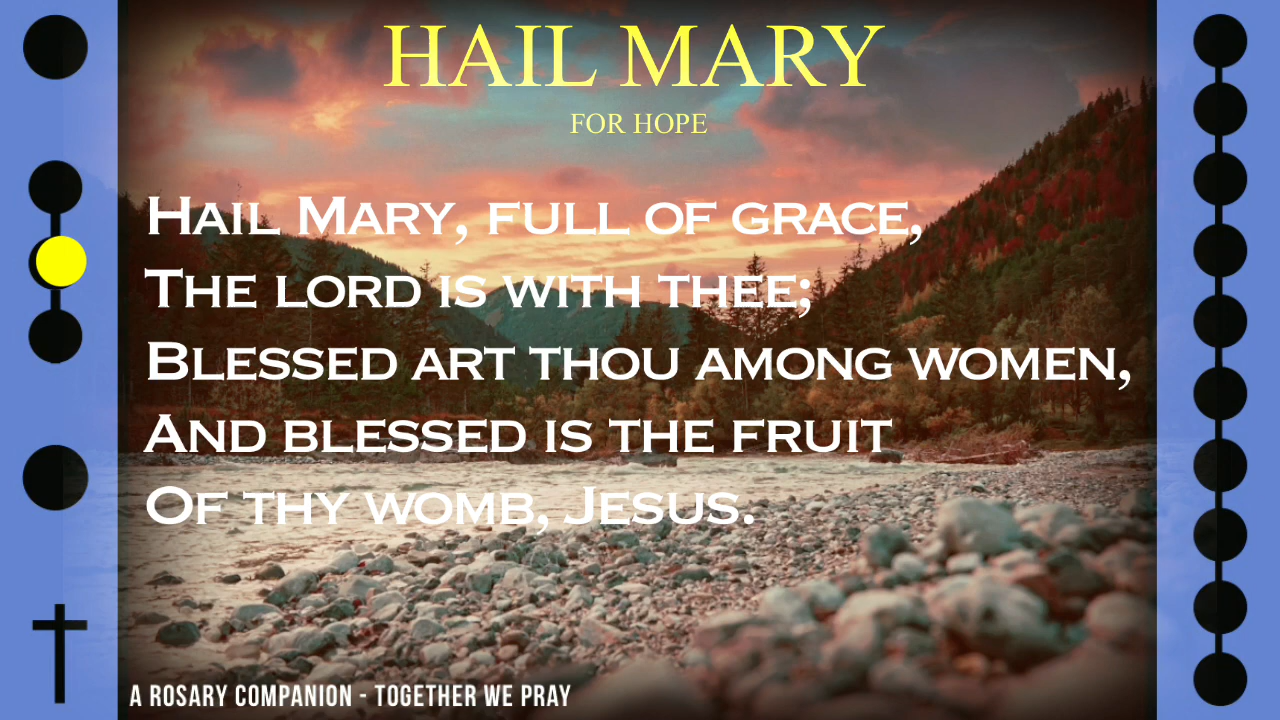 HAIL MARY
FOR HOPE
Hail Mary, full of grace,
The Lord is with thee;
Blessed art thou among women,
And blessed is the fruit
Of thy womb, Jesus.
A ROSARY COMPANION - TOGETHER WE PRAY